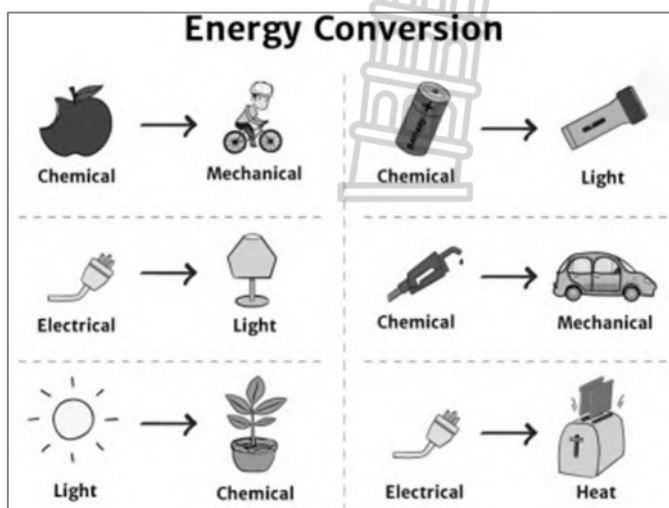 Energy Conversion
Chemical Mechanical
Chemical Light
Electrical Light
Chemical Mechanical
Light Chemical
Electrical Heat